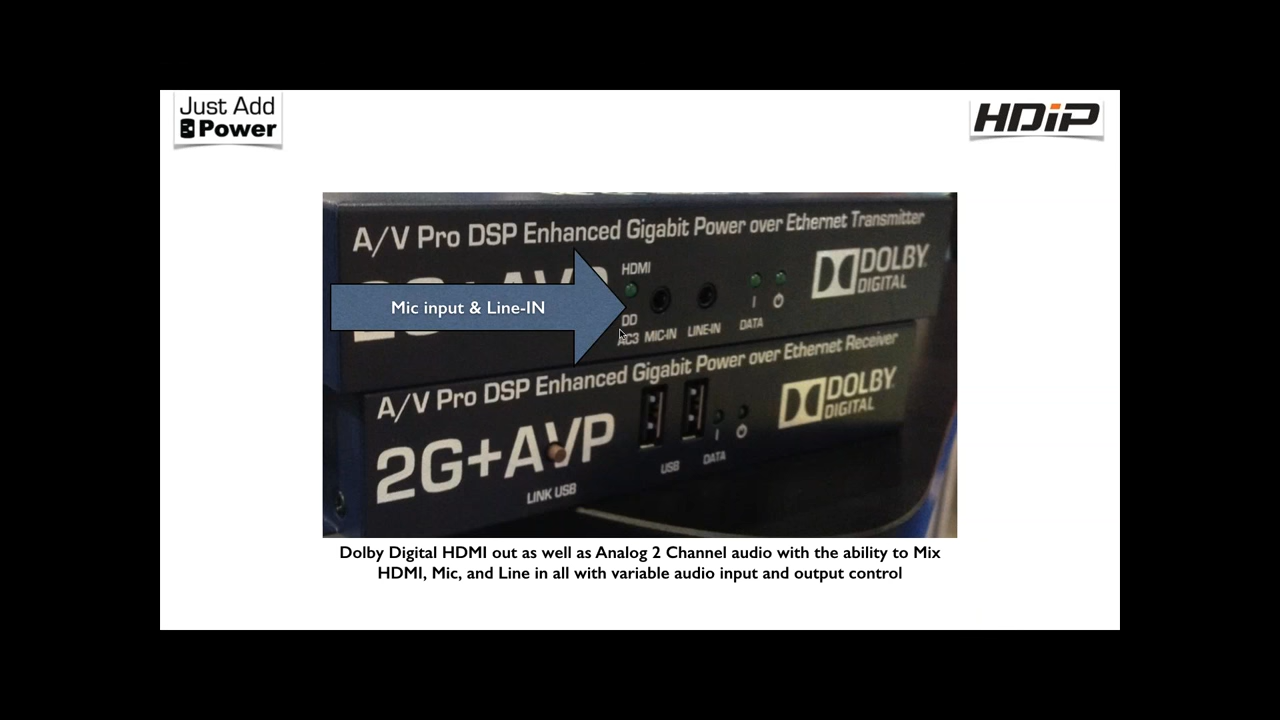 Just Add
Power
HDiP
A/V Pro DSP Enhanced Gigabit Power over Ethernet Transmitter
HDMI
DOLBY
DIGITAL
Mic input & Line-IN
DD
AC3 MIC-IN LINE-IN DATA
A/V Pro DSP Enhanced Gigabit Power over Ethernet Receiver
DOLBY
DIGITAL
2G+AVP
USB DATA
LINK USB
Dolby Digital HDMI out as well as Analog 2 Channel audio with the ability to Mix
HDMI, Mic, and Line in all with variable audio input and output control